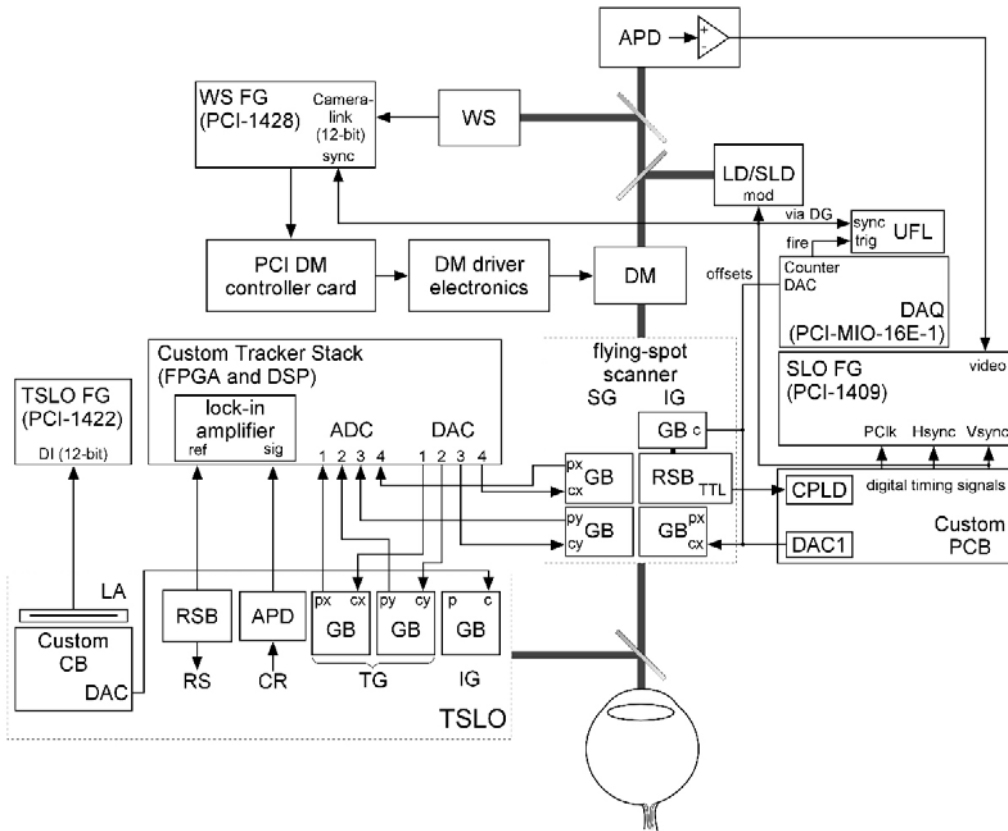 APD
+
-
WS FG
(PCI-1428)
Camera-
link
(12-bit)
sync
WS
LD/SLD
mod
via DG
sync
trig
UFL
fire
offsets
Counter
DAC
DAQ
(PCI-MIO-16E-1)
PCI DM
controller card
DM driver
electronics
DM
flying-spot
scanner
SG
IG
video
SLO FG
(PCI-1409)
PClk
Hsync
Vsync
Custom Tracker Stack
(FPGA and DSP)
lock-in
amplifier
ref
sig
ADC
DAC
1 2 3 4
1 2 3 4
TSLO FG
(PCI-1422)
DI (12-bit)
GB c
px
cx
GB
RSB
TTL
py
cy
GB
GB
px
cx
digital timing signals
CPLD
DAC1
Custom
PCB
LA
Custom
CB
DAC
RSB
RS
APD
CR
px cx
GB
py cy
GB
TG
p c
GB
IG
TSLO